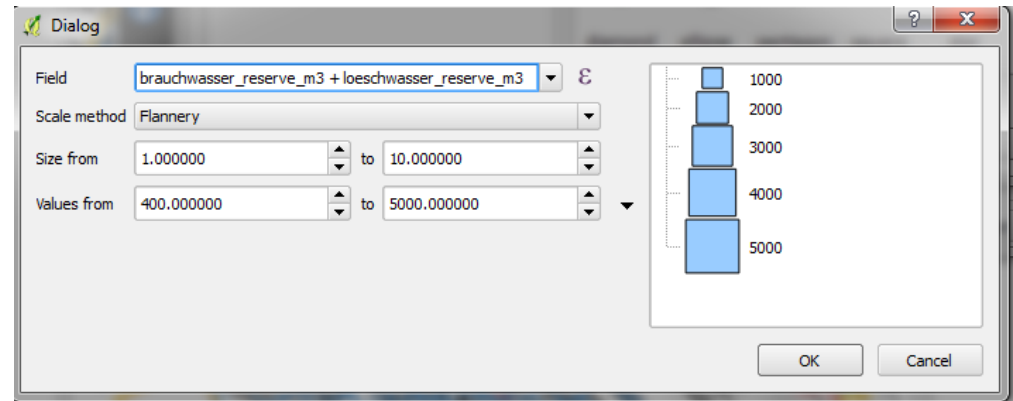 Dialog
Field brauchwasser_reserve_m3 + loeschwasser_reserve_m3 ε
Scale method Flannery
Size from 1.000000 to 10.000000
Values from 400.000000 to 5000.000000
1000
2000
3000
4000
5000
OK Cancel